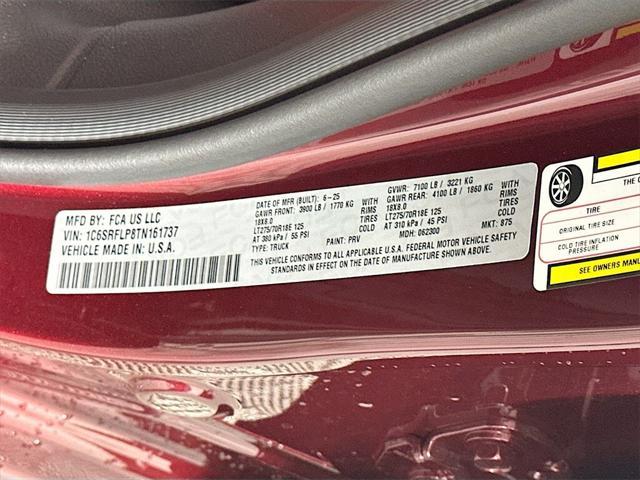 MFD BY: FCA US LLC
VIN: 1C6SRFLP8TN161737
VEHICLE MADE IN: U.S.A.
DATE OF MFR (BUILT): 6-25
GAWR FRONT: 3900 LB / 1770 KG WITH
18X8.0 RIMS
LT275/70R18E 125 TIRES
AT 380 kPa / 55 PSI COLD
TYPE: TRUCK
PAINT: PRV
GVWR: 7100 LB / 3221 KG
GAWR REAR: 4100 LB / 1860 KG WITH
18X8.0 RIMS
LT275/70R18E 125 TIRES
AT 310 kPa / 45 PSI COLD
MDH: 062300
MKT: 875
THIS VEHICLE CONFORMS TO ALL APPLICABLE U.S.A. FEDERAL MOTOR VEHICLE SAFETY
STANDARDS IN EFFECT ON THE DATE OF MANUFACTURE SHOWN ABOVE.
TIRE
ORIGINAL TIRE SIZE
COLD TIRE INFLATION
PRESSURE
SEE OWNERS MANUA